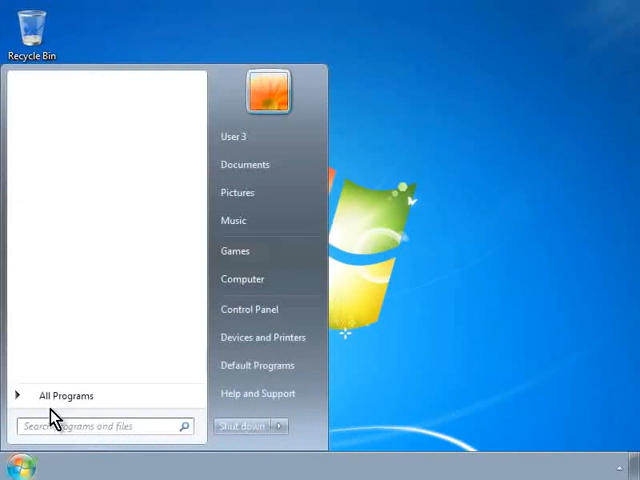 Recycle Bin
User 3
Documents
Pictures
Music
Games
Computer
Control Panel
Devices and Printers
Default Programs
Help and Support
All Programs
Search programs and files
Shut down